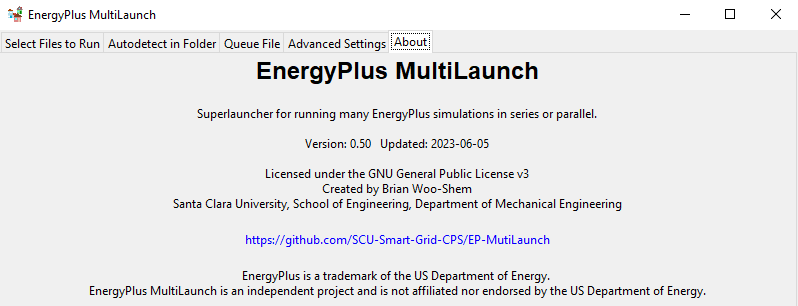 EnergyPlus MultiLaunch
Select Files to Run Autodetect in Folder Queue File Advanced Settings About
EnergyPlus MultiLaunch
Superlauncher for running many EnergyPlus simulations in series or parallel.
Version: 0.50 Updated: 2023-06-05
Licensed under the GNU General Public License v3
Created by Brian Woo-Shem
Santa Clara University, School of Engineering, Department of Mechanical Engineering
https://github.com/SCU-Smart-Grid-CPS/EP-MutiLaunch
EnergyPlus is a trademark of the US Department of Energy.
EnergyPlus MultiLaunch is an independent project and is not affiliated nor endorsed by the US Department of Energy.